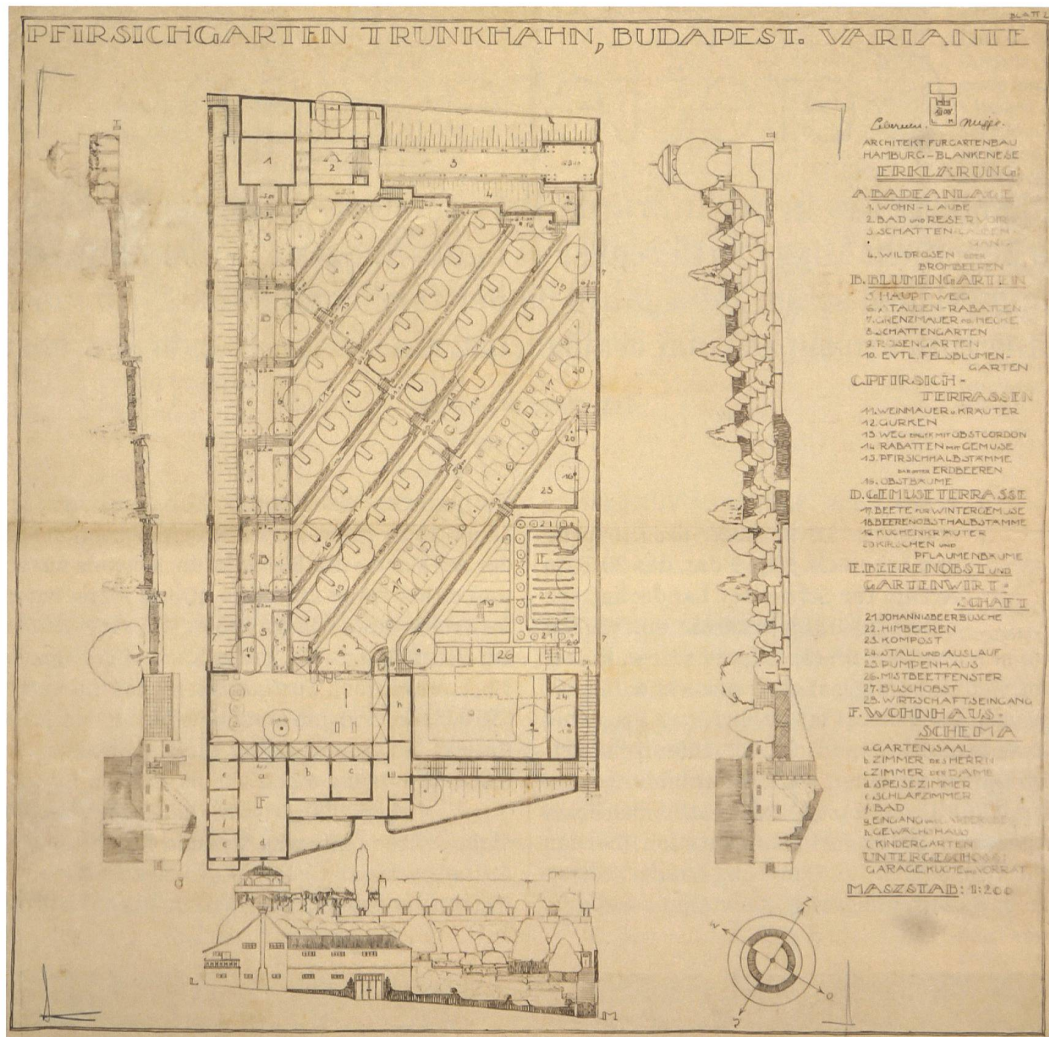 BLATT 2
PFIRSICHGARTEN TRUNKHAHN, BUDAPEST. VARIANTE
ARCHITEKT FÜR GARTENBAU
HAMBURG-BLANKENESE
ERKLÄRUNG:
A. BADEANLAGE
1. WOHN-LAUBE
2. BAD UND RESERVOIR
3. SCHATTEN
GANG
4. WILDROSEN ODER
BROMBEEREN
B. BLUMENGARTEN
5. HAUPTWEG
6. STAUDEN-RABATTEN
7. GRENZMAUER MIT HECKE
8. SCHATTENGARTEN
9. ROSENGARTEN
10. EVTL. FELSBLUMEN-
GARTEN
C. PFIRSICH-
TERRASSEN
11. WEINMAUER U. KRÄUTER
12. GURKEN
13. WEG MIT OBSTCORDON
14. RABATTEN GEMÜSE
15. PFIRSICHHALBSTÄMME
DARUNTER ERDBEEREN
16. OBSTBÄUME
D. GEMÜSETERRASSE
17. BEETE FÜR WINTERGEMÜSE
18. BEERENOBSTHALBSTÄMME
19. KÜCHENKRÄUTER
20. KIRSCHEN UND
PFLAUMENBÄUME
E. BEERENOBST UND
GARTENWIRT-
SCHAFT
21. JOHANNISBEERBÜSCHE
22. HIMBEEREN
23. KOMPOST
24. STALL UND AUSLAUF
25. PUMPENHAUS
26. MISTBEETFENSTER
27. BUSCHOBST
28. WIRTSCHAFTSEINGANG
F. WOHNHAUS-
SCHEMA
a. GARTENSAAL
b. ZIMMER DES HERRN
c. ZIMMER DER DAME
d. SPEISEZIMMER
e. SCHLAFZIMMER
f. BAD
g. EINGANG
h. GEWÄCHSHAUS
i. KINDERGARTEN
UNTERGESCHOSS:
GARAGE, KÜCHE VORRAT
MASZSTAB: 1:200